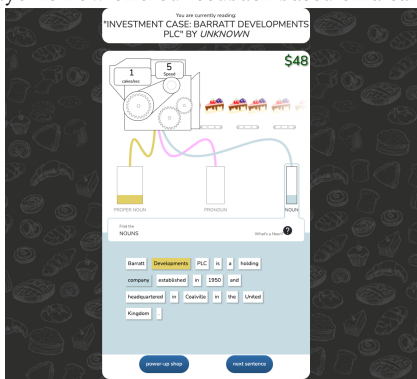 You are currently reading:
"INVESTMENT CASE: BARRATT DEVELOPMENTS
PLC" BY UNKNOWN
$48
1
cakes/sec
5
Speed
PROPER NOUN
PRONOUN
NOUN
Find the
NOUNS
What's a Noun?
?
Barratt Developments PLC is a holding
company established in 1950 and
headquartered in Coalville in the United
Kingdom .
power-up shop
next sentence